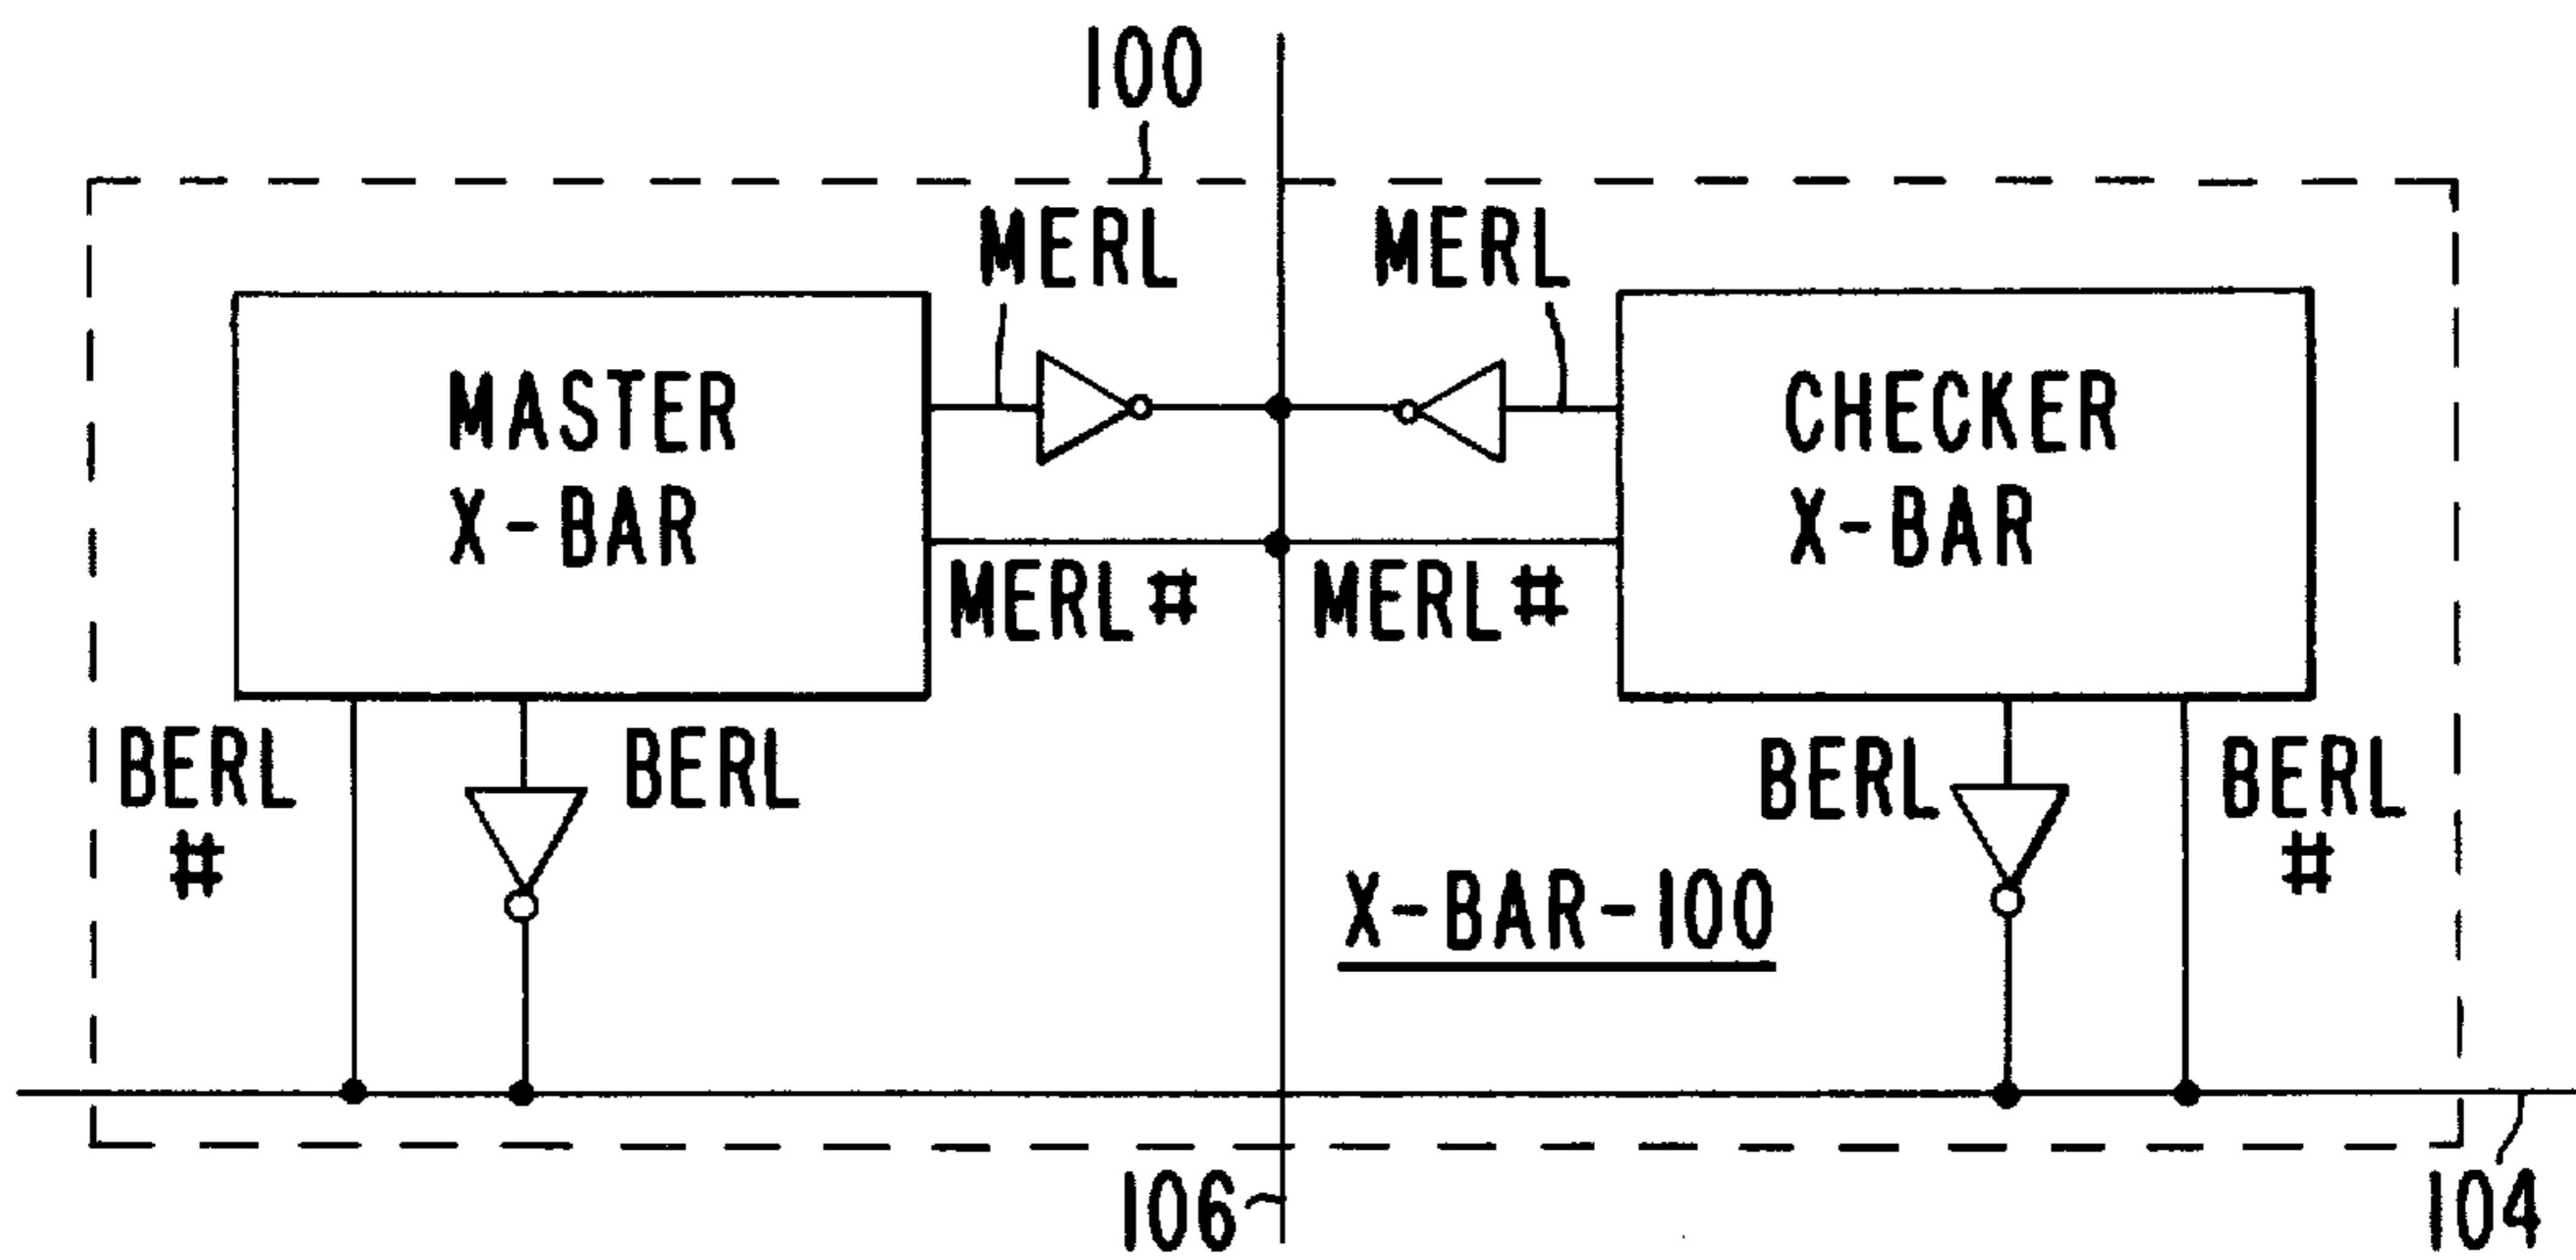 100
MERL
MERL
MASTER
X-BAR
CHECKER
X-BAR
MERL#
MERL#
BERL
#
BERL
BERL
BERL
#
X-BAR-100
106
104